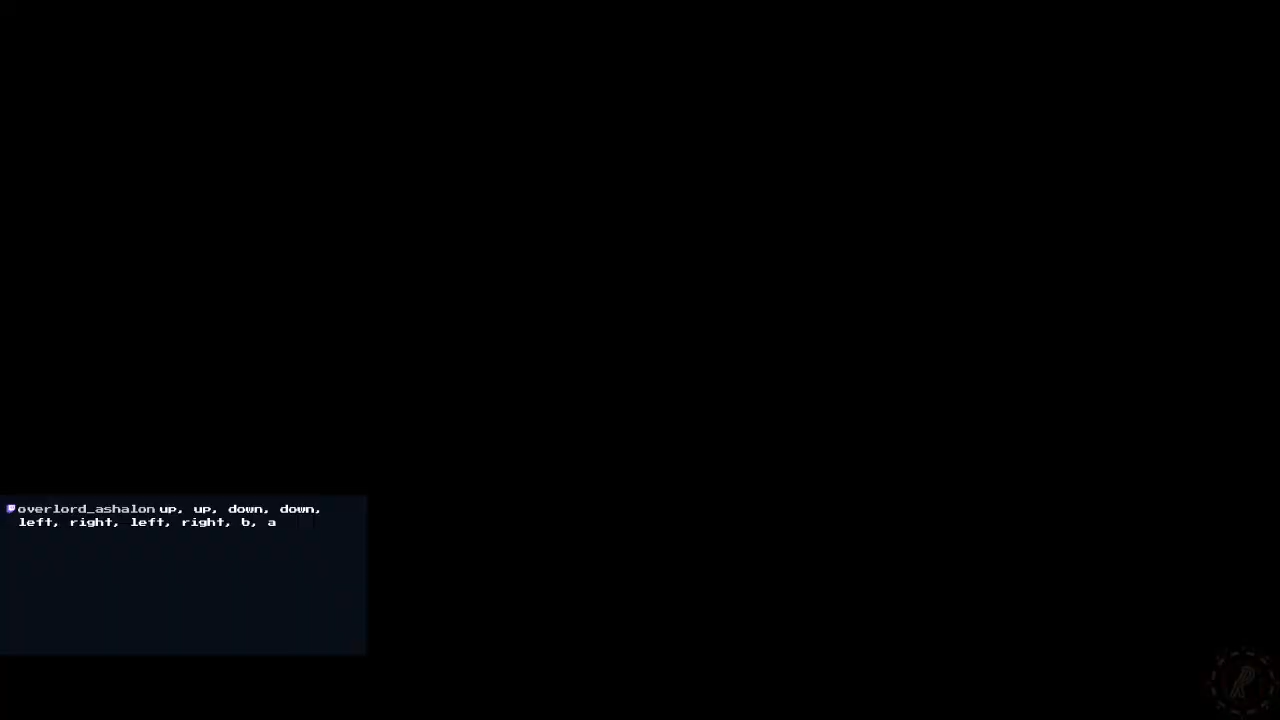 overlord_ashalon up, up, down, down,
left, right, left, right, b, a